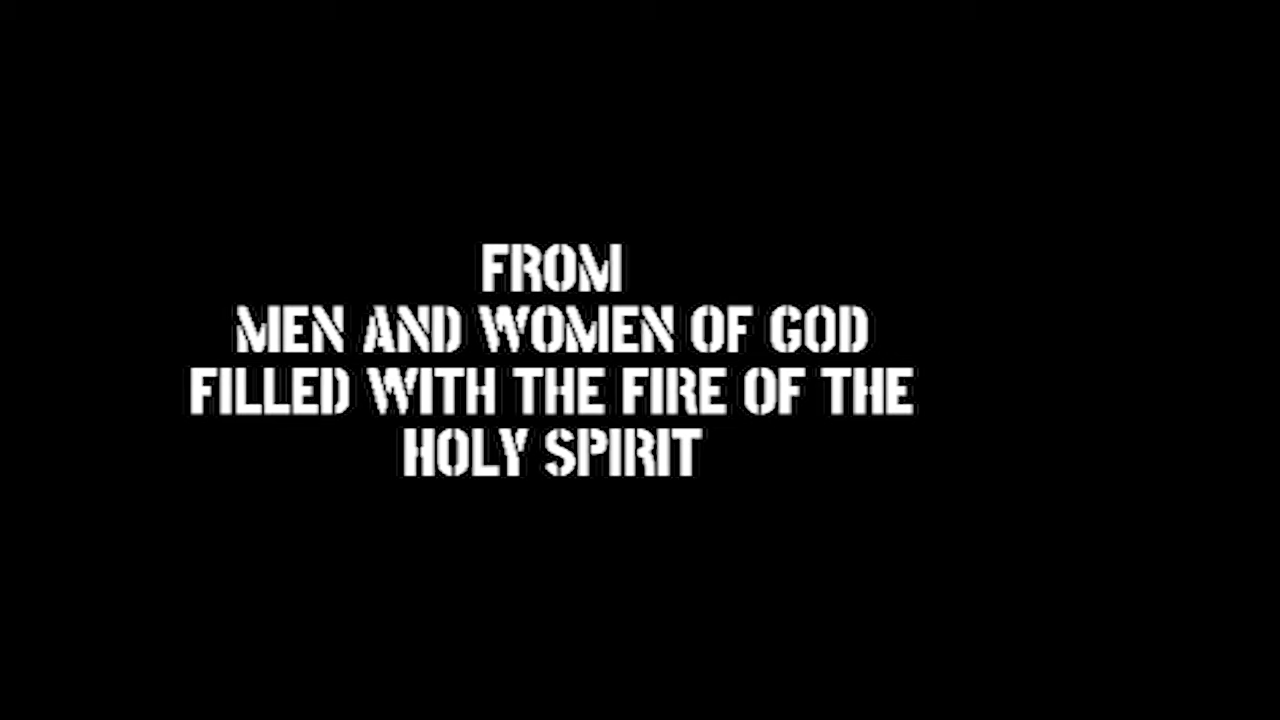 FROM
MEN AND WOMEN OF GOD
FILLED WITH THE FIRE OF THE
HOLY SPIRIT